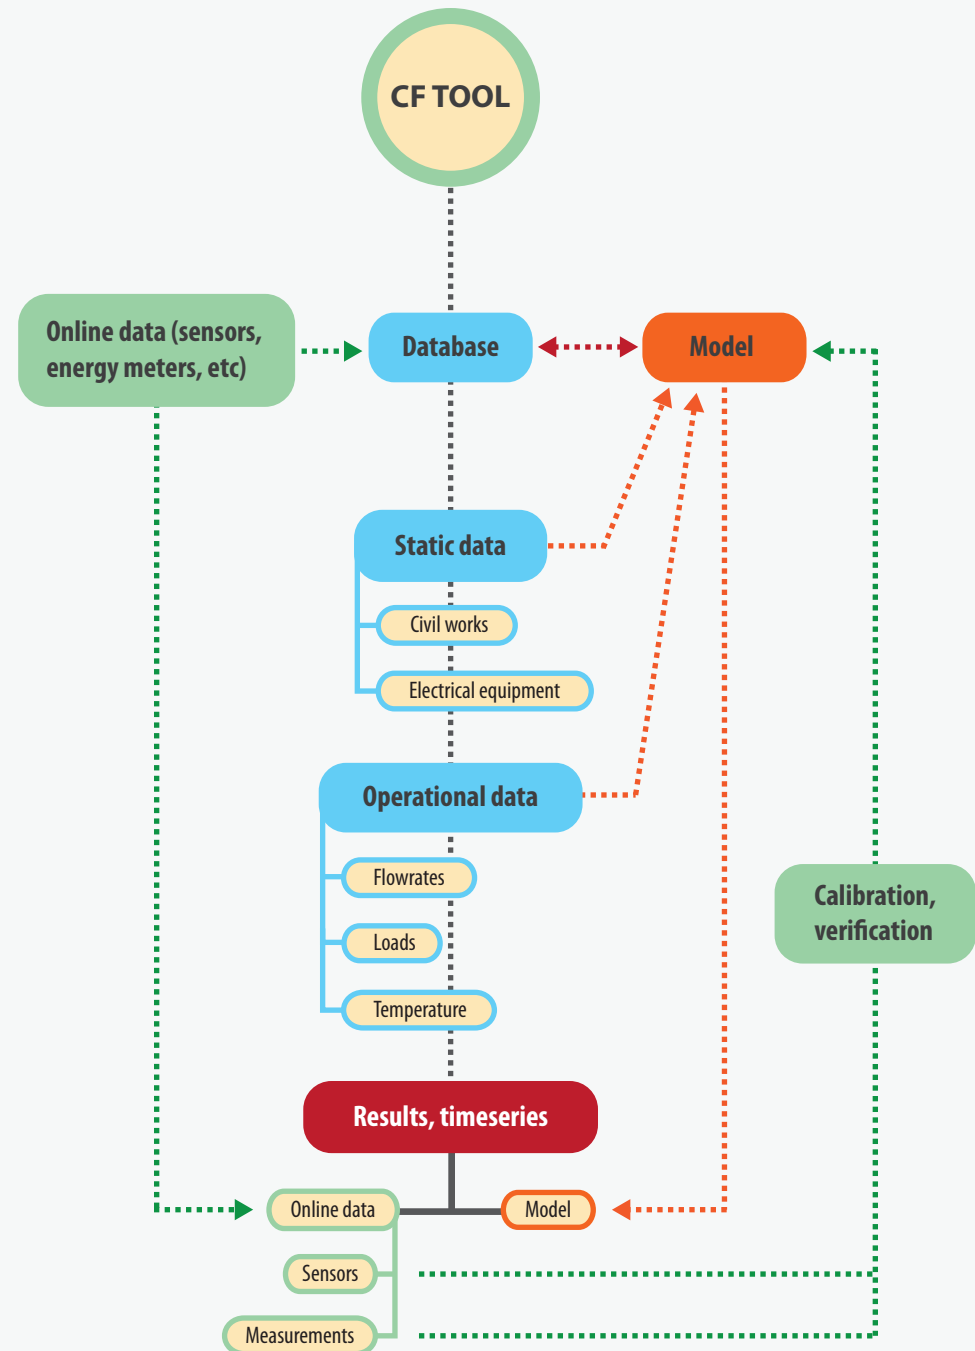 CF TOOL
Online data (sensors,
energy meters, etc)
Database
Model
Static data
Civil works
Electrical equipment
Operational data
Flowrates
Loads
Temperature
Calibration,
verification
Results, timeseries
Online data
Model
Sensors
Measurements